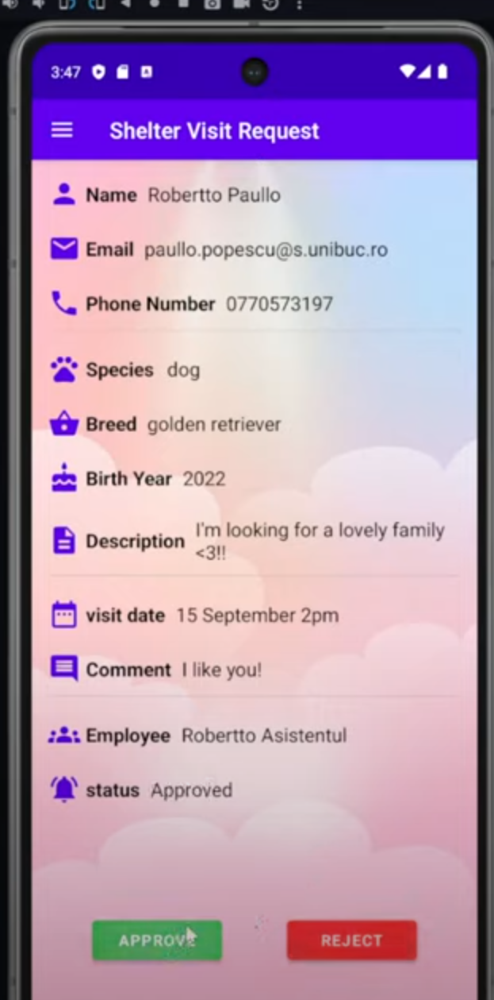 3:47
Shelter Visit Request
Name Robertto Paullo
Email paullo.popescu@s.unibuc.ro
Phone Number 0770573197
Species dog
Breed golden retriever
Birth Year 2022
Description I'm looking for a lovely family
<3!!
visit date 15 September 2pm
Comment I like you!
Employee Robertto Asistentul
status Approved
APPROVE REJECT